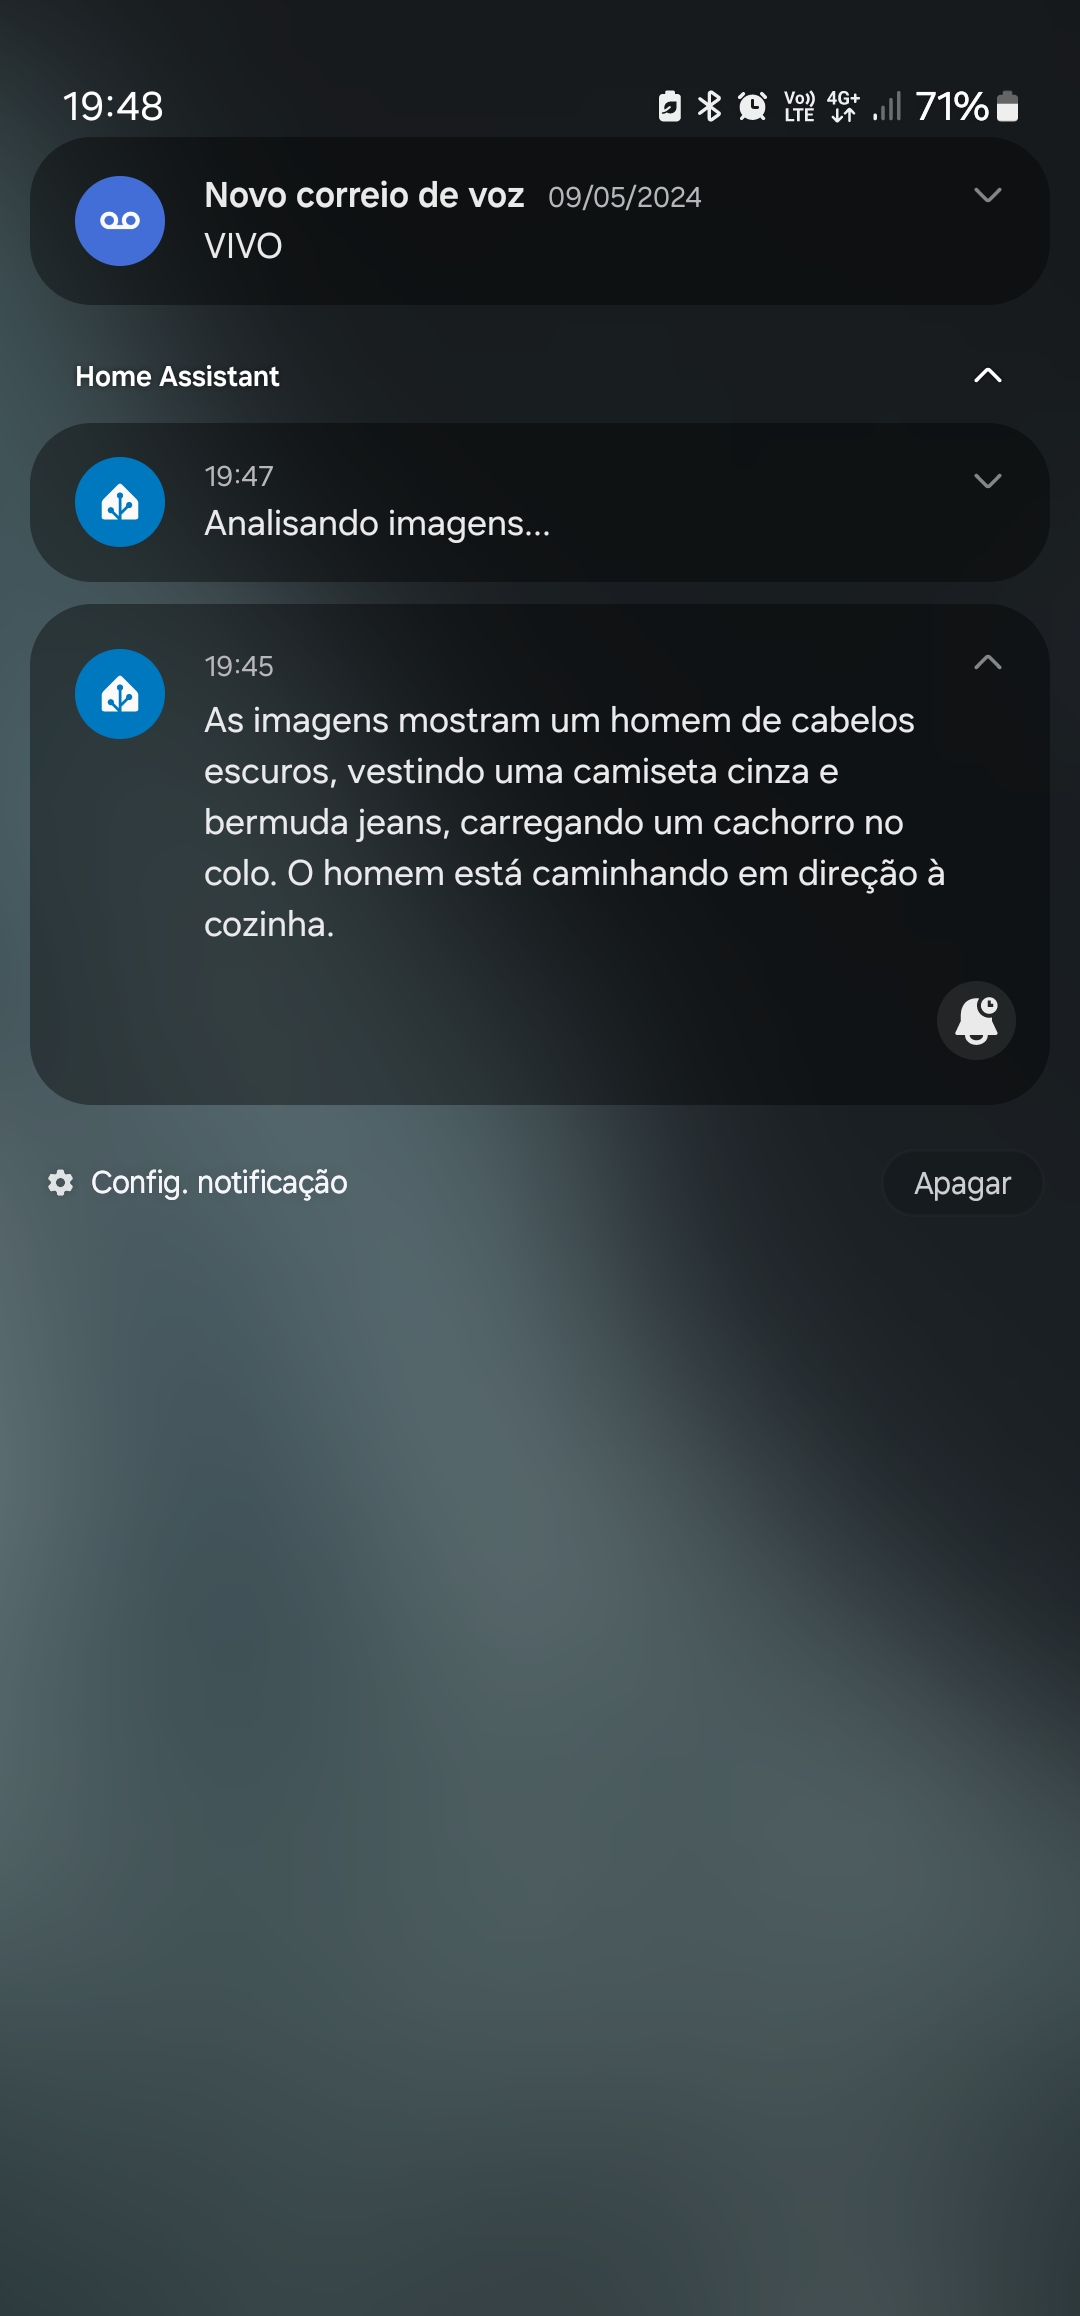 19:48
Vo)) LTE 4G+ 71%
Novo correio de voz 09/05/2024
VIVO
Home Assistant
19:47
Analisando imagens...
19:45
As imagens mostram um homem de cabelos
escuros, vestindo uma camiseta cinza e
bermuda jeans, carregando um cachorro no
colo. O homem está caminhando em direção à
cozinha.
Config. notificação
Apagar